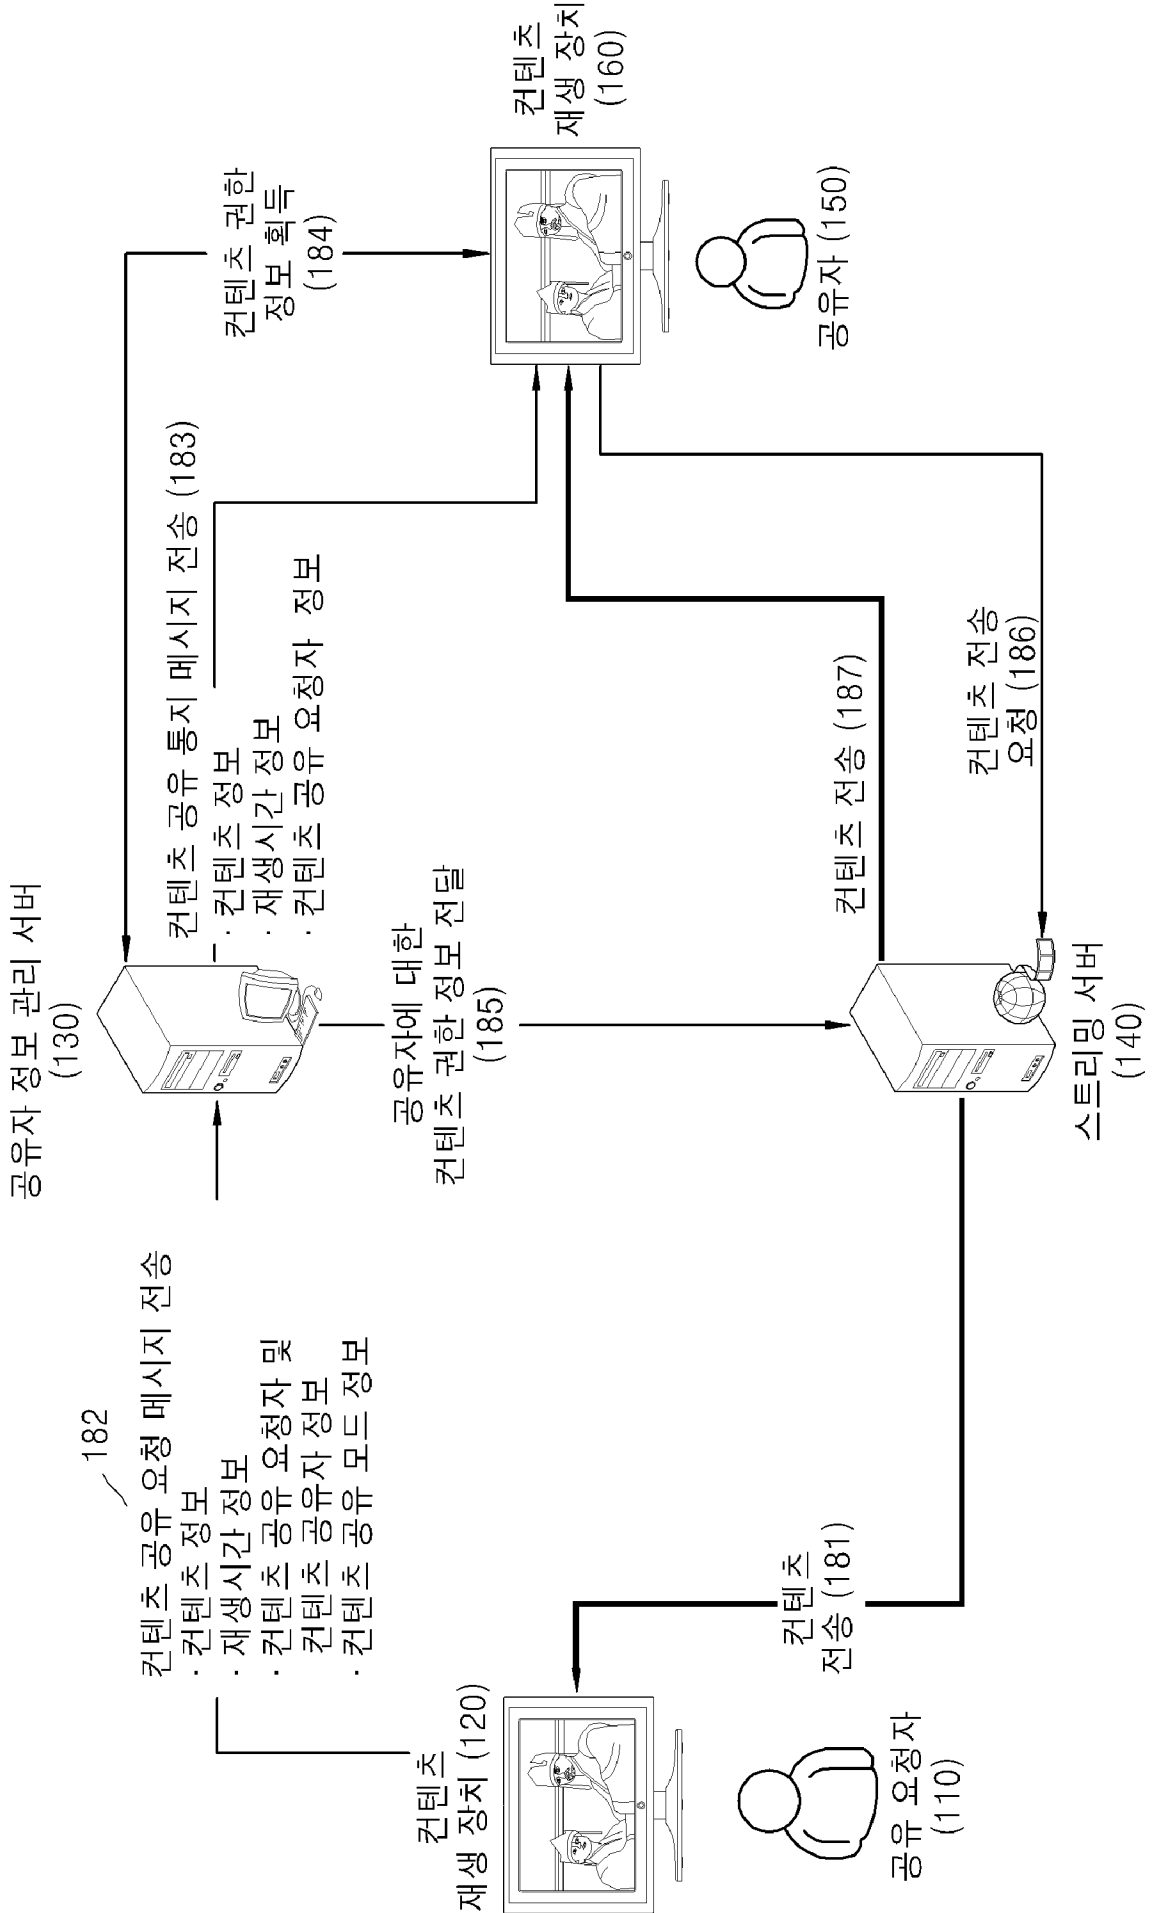 공유자 정보 관리 서버
(130)
182
컨텐츠 공유 요청 메시지 전송
· 컨텐츠 정보
· 재생시간 정보
· 컨텐츠 공유 요청자 및
컨텐츠 공유자 정보
· 컨텐츠 공유 모드 정보
컨텐츠 공유 통지 메시지 전송 (183)
· 컨텐츠 정보
· 재생시간 정보
· 컨텐츠 공유 요청자 정보
컨텐츠 권한
정보 획득
(184)
공유자에 대한
컨텐츠 권한 정보 전달
(185)
컨텐츠
재생 장치 (120)
컨텐츠
재생 장치
(160)
공유 요청자
(110)
공유자 (150)
컨텐츠
전송 (181)
컨텐츠 전송 (187)
컨텐츠 전송
요청 (186)
스트리밍 서버
(140)